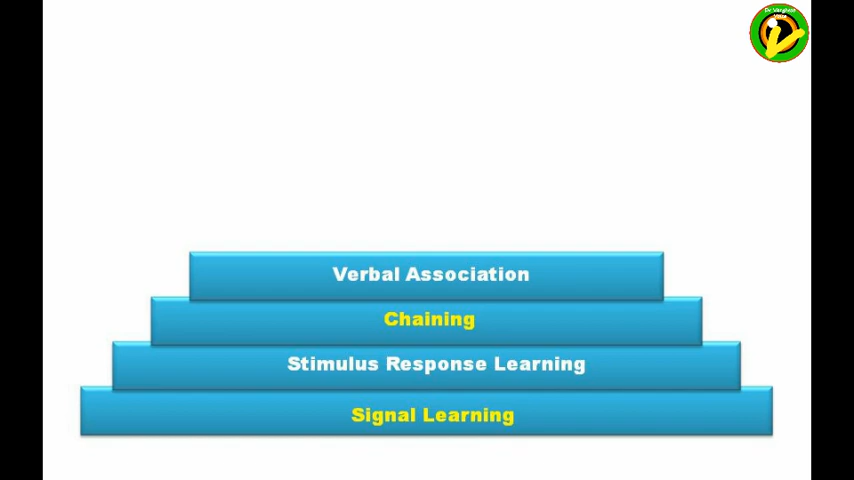 Verbal Association
Chaining
Stimulus Response Learning
Signal Learning